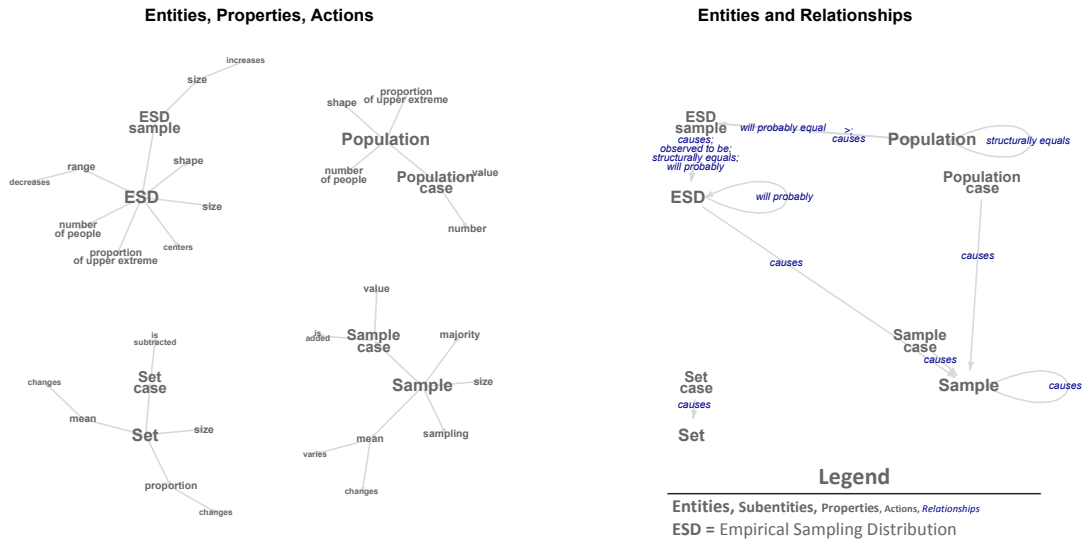 Entities, Properties, Actions
increases
size
ESD
sample
shape
range
decreases
ESD
size
number
of people
centers
proportion
of upper extreme
proportion
of upper extreme
shape
Population
number
of people
Population
case
value
number
is
subtracted
Set
case
changes
mean
Set
size
proportion
changes
value
is
added
Sample
case
majority
Sample
size
sampling
mean
varies
changes
Entities and Relationships
ESD
sample
will probably equal
>;
causes
Population
structurally equals
causes;
observed to be;
structurally equals;
will probably
Population
case
ESD
will probably
causes
causes
Sample
case
causes
Sample
causes
Set
case
causes
Set
Legend
Entities, Subentities, Properties, Actions, Relationships
ESD = Empirical Sampling Distribution